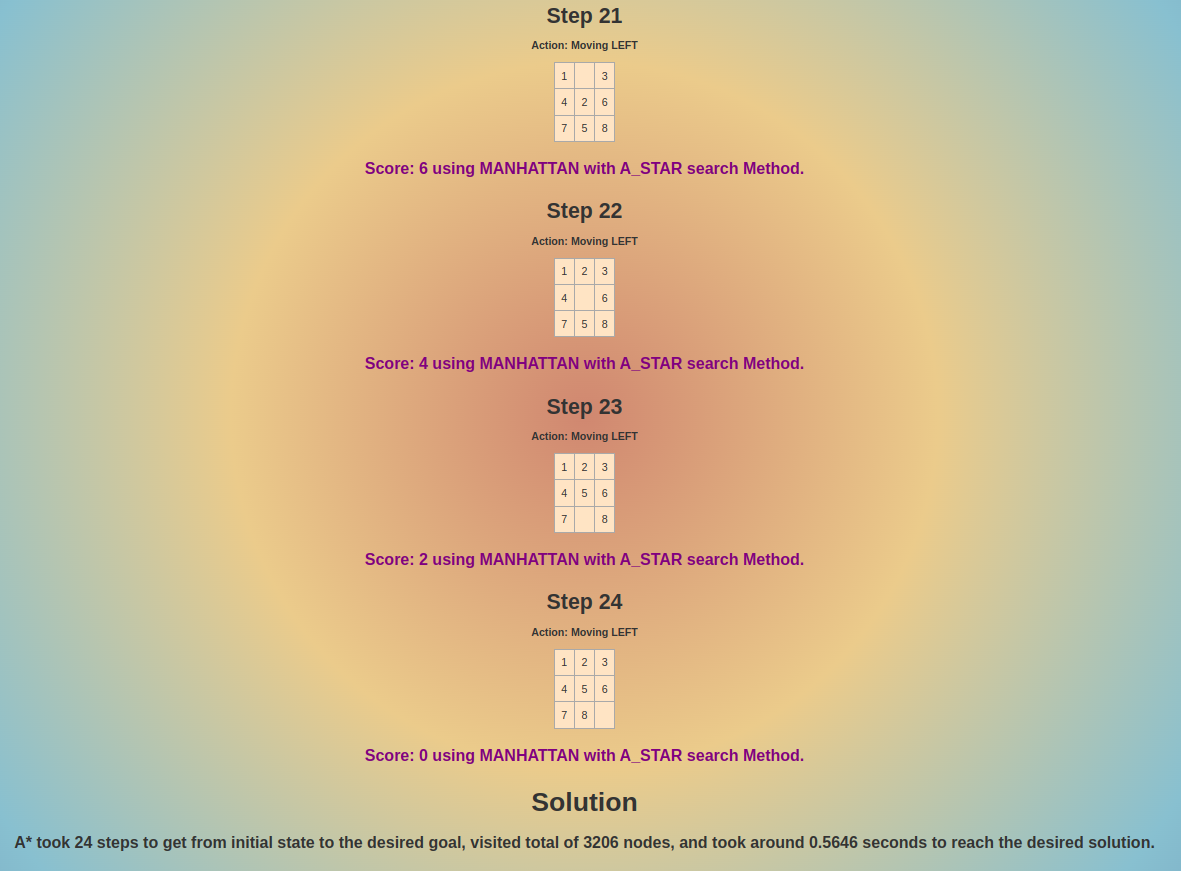 Step 21
Action: Moving LEFT
1 3
4 2 6
7 5 8
Score: 6 using MANHATTAN with A_STAR search Method.
Step 22
Action: Moving LEFT
1 2 3
4 6
7 5 8
Score: 4 using MANHATTAN with A_STAR search Method.
Step 23
Action: Moving LEFT
1 2 3
4 5 6
7 8
Score: 2 using MANHATTAN with A_STAR search Method.
Step 24
Action: Moving LEFT
1 2 3
4 5 6
7 8
Score: 0 using MANHATTAN with A_STAR search Method.
Solution
A* took 24 steps to get from initial state to the desired goal, visited total of 3206 nodes, and took around 0.5646 seconds to reach the desired solution.